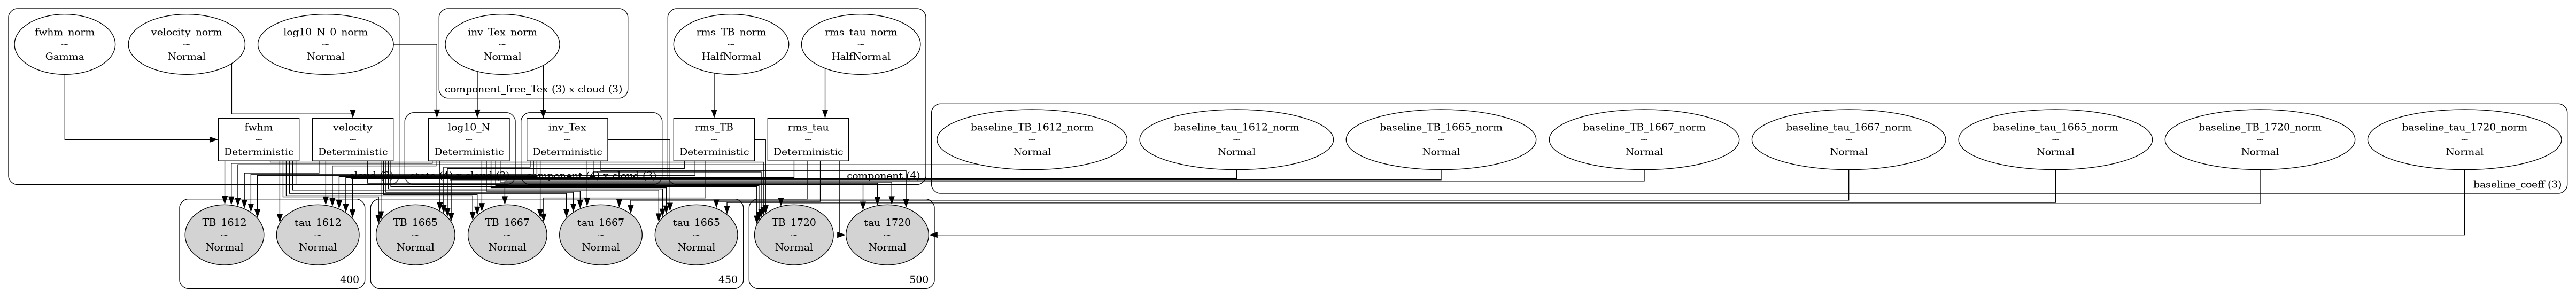 fwhm_norm
~
Gamma
velocity_norm
~
Normal
log10_N_0_norm
~
Normal
inv_Tex_norm
~
Normal
component_free_Tex (3) x cloud (3)
rms_TB_norm
~
HalfNormal
rms_tau_norm
~
HalfNormal
fwhm
~
Deterministic
velocity
~
Deterministic
cloud (3)
log10_N
~
Deterministic
state (4) x cloud (3)
inv_Tex
~
Deterministic
component (4) x cloud (3)
rms_TB
~
Deterministic
rms_tau
~
Deterministic
component (4)
baseline_TB_1612_norm
~
Normal
baseline_tau_1612_norm
~
Normal
baseline_TB_1665_norm
~
Normal
baseline_TB_1667_norm
~
Normal
baseline_tau_1667_norm
~
Normal
baseline_tau_1665_norm
~
Normal
baseline_TB_1720_norm
~
Normal
baseline_tau_1720_norm
~
Normal
baseline_coeff (3)
TB_1612
~
Normal
tau_1612
~
Normal
400
TB_1665
~
Normal
TB_1667
~
Normal
tau_1667
~
Normal
tau_1665
~
Normal
450
TB_1720
~
Normal
tau_1720
~
Normal
500